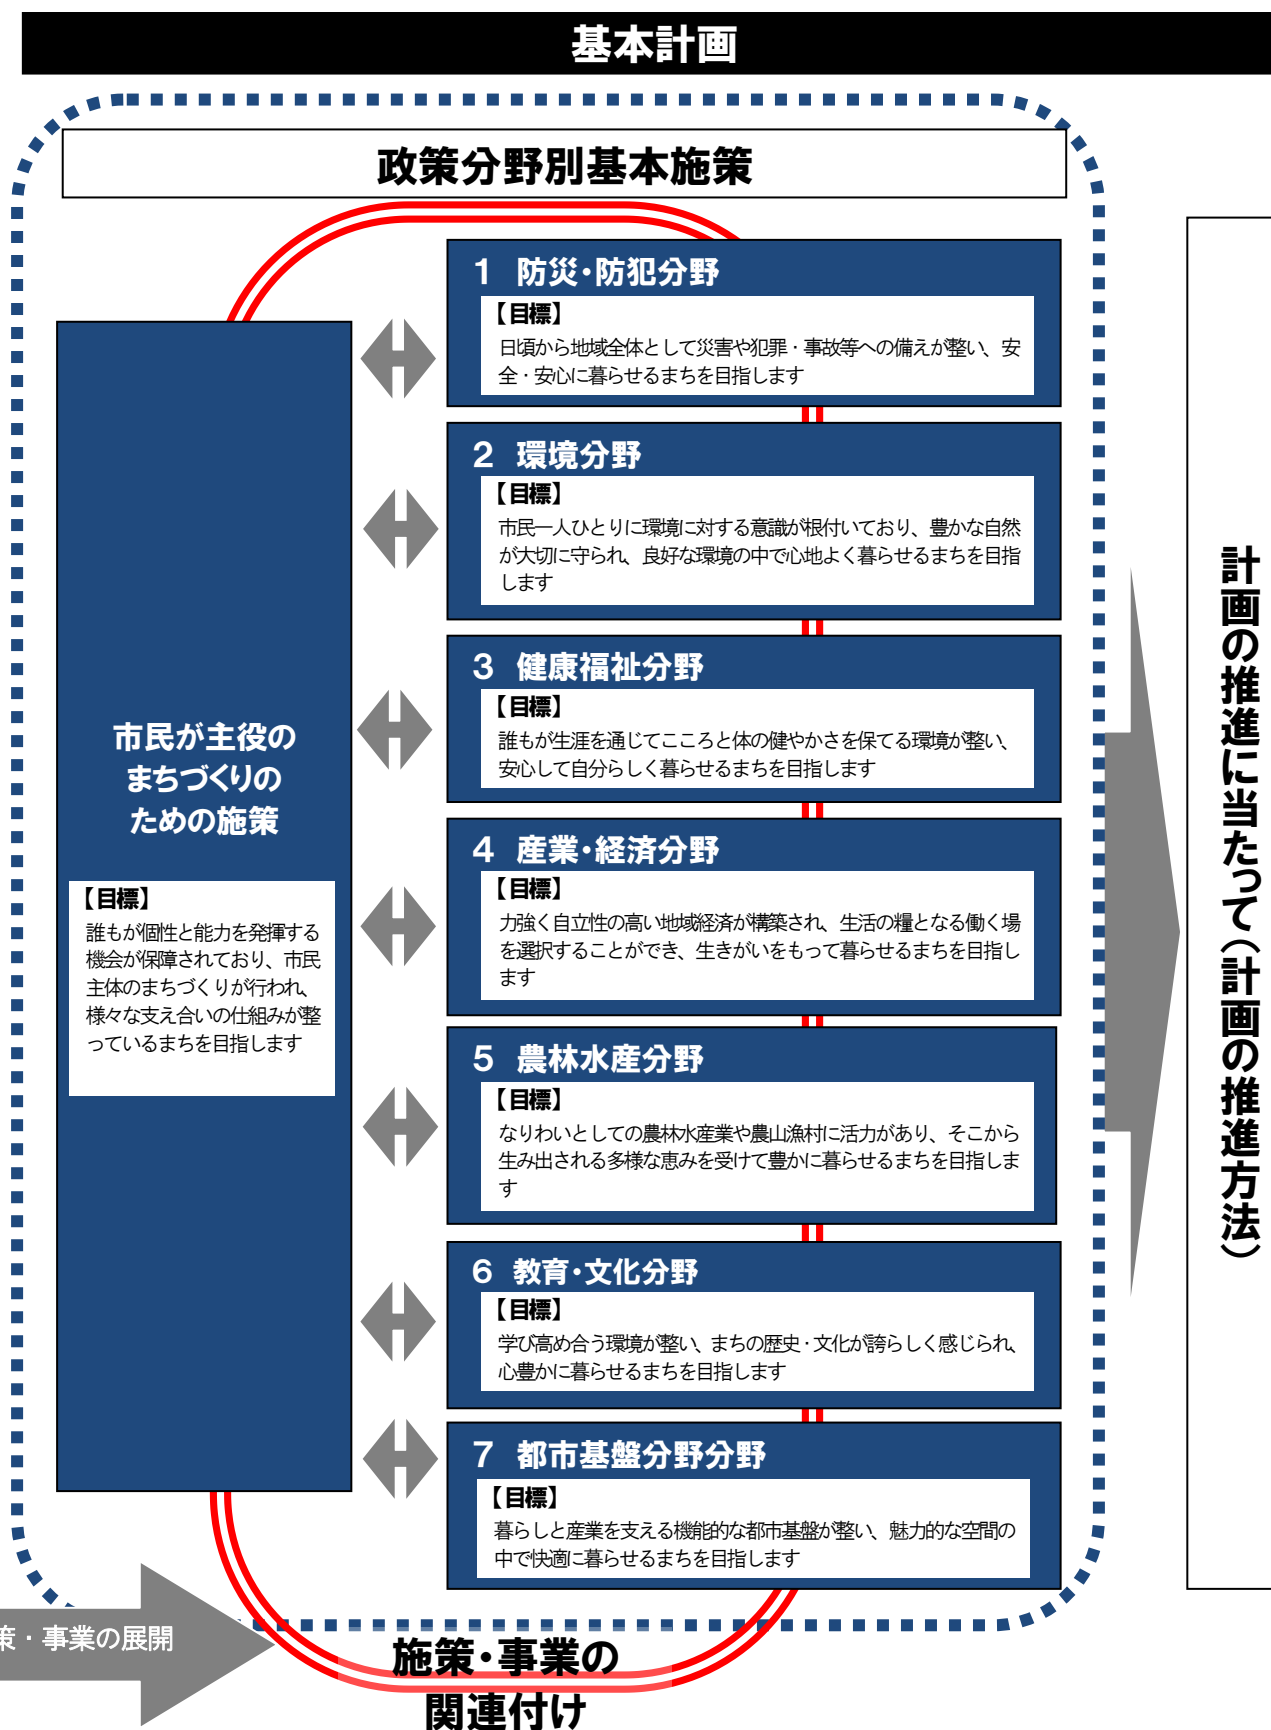 基本計画
政策分野別基本施策
市民が主役の
まちづくりの
ための施策
【目標】
誰もが個性と能力を発揮する
機会が保障されており、市民
主体のまちづくりが行われ、
様々な支え合いの仕組みが整
っているまちを目指します
1 防災・防犯分野
【目標】
日頃から地域全体として災害や犯罪・事故等への備えが整い、安
全・安心に暮らせるまちを目指します
2 環境分野
【目標】
市民一人ひとりに環境に対する意識が根付いており、豊かな自然
が大切に守られ、良好な環境の中で心地よく暮らせるまちを目指
します
3 健康福祉分野
【目標】
誰もが生涯を通じてこころと体の健やかさを保てる環境が整い、
安心して自分らしく暮らせるまちを目指します
4 産業・経済分野
【目標】
力強く自立性の高い地域経済が構築され、生活の糧となる働く場
を選択することができ、生きがいをもって暮らせるまちを目指し
ます
5 農林水産分野
【目標】
なりわいとしての農林水産業や農山漁村に活力があり、そこから
生み出される多様な恵みを受けて豊かに暮らせるまちを目指しま
す
6 教育・文化分野
【目標】
学び高め合う環境が整い、まちの歴史・文化が誇らしく感じられ、
心豊かに暮らせるまちを目指します
7 都市基盤分野分野
【目標】
暮らしと産業を支える機能的な都市基盤が整い、魅力的な空間の
中で快適に暮らせるまちを目指します
計画の推進に当たって（計画の推進方法）
策・事業の展開
施策・事業の
関連付け